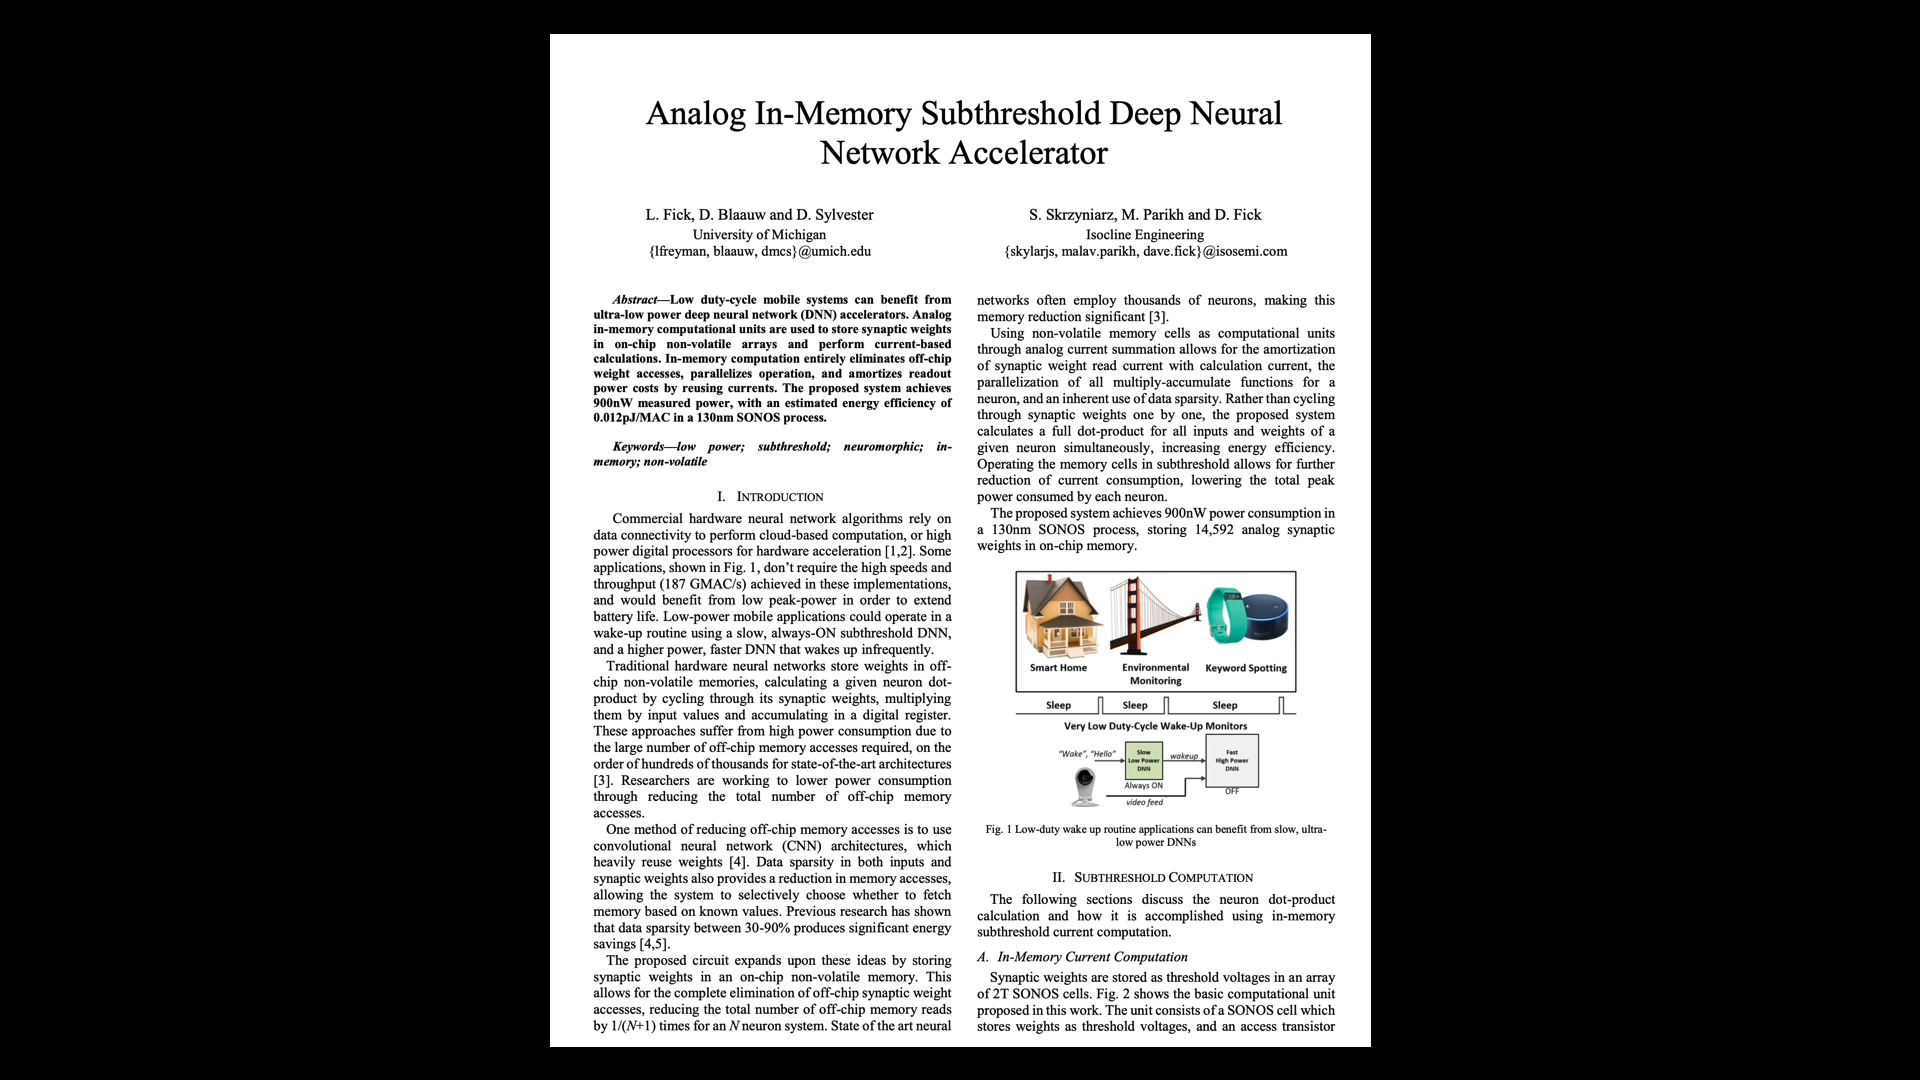 Analog In-Memory Subthreshold Deep Neural
Network Accelerator
L. Fick, D. Blaauw and D. Sylvester
University of Michigan
{lfreyman, blaauw, dmcs}@umich.edu
S. Skrzyniarz, M. Parikh and D. Fick
Isocline Engineering
{skylarjs, malav.parikh, dave.fick}@isosemi.com
Abstract—Low duty-cycle mobile systems can benefit from
ultra-low power deep neural network (DNN) accelerators. Analog
in-memory computational units are used to store synaptic weights
in on-chip non-volatile arrays and perform current-based
calculations. In-memory computation entirely eliminates off-chip
weight accesses, parallelizes operation, and amortizes readout
power costs by reusing currents. The proposed system achieves
900nW measured power, with an estimated energy efficiency of
0.012pJ/MAC in a 130nm SONOS process.
Keywords—low power; subthreshold; neuromorphic; in-
memory; non-volatile
I. INTRODUCTION
Commercial hardware neural network algorithms rely on
data connectivity to perform cloud-based computation, or high
power digital processors for hardware acceleration [1,2]. Some
applications, shown in Fig. 1, don’t require the high speeds and
throughput (187 GMAC/s) achieved in these implementations,
and would benefit from low peak-power in order to extend
battery life. Low-power mobile applications could operate in a
wake-up routine using a slow, always-ON subthreshold DNN,
and a higher power, faster DNN that wakes up infrequently.
Traditional hardware neural networks store weights in off-
chip non-volatile memories, calculating a given neuron dot-
product by cycling through its synaptic weights, multiplying
them by input values and accumulating in a digital register.
These approaches suffer from high power consumption due to
the large number of off-chip memory accesses required, on the
order of hundreds of thousands for state-of-the-art architectures
[3]. Researchers are working to lower power consumption
through reducing the total number of off-chip memory
accesses.
One method of reducing off-chip memory accesses is to use
convolutional neural network (CNN) architectures, which
heavily reuse weights [4]. Data sparsity in both inputs and
synaptic weights also provides a reduction in memory accesses,
allowing the system to selectively choose whether to fetch
memory based on known values. Previous research has shown
that data sparsity between 30-90% produces significant energy
savings [4,5].
The proposed circuit expands upon these ideas by storing
synaptic weights in an on-chip non-volatile memory. This
allows for the complete elimination of off-chip synaptic weight
accesses, reducing the total number of off-chip memory reads
by 1/(N+1) times for an N neuron system. State of the art neural
networks often employ thousands of neurons, making this
memory reduction significant [3].
Using non-volatile memory cells as computational units
through analog current summation allows for the amortization
of synaptic weight read current with calculation current, the
parallelization of all multiply-accumulate functions for a
neuron, and an inherent use of data sparsity. Rather than cycling
through synaptic weights one by one, the proposed system
calculates a full dot-product for all inputs and weights of a
given neuron simultaneously, increasing energy efficiency.
Operating the memory cells in subthreshold allows for further
reduction of current consumption, lowering the total peak
power consumed by each neuron.
The proposed system achieves 900nW power consumption in
a 130nm SONOS process, storing 14,592 analog synaptic
weights in on-chip memory.
Smart Home
Environmental
Monitoring
Keyword Spotting
Sleep
Sleep
Sleep
Very Low Duty-Cycle Wake-Up Monitors
“Wake”, “Hello”
Slow
Low Power
DNN
wakeup
Fast
High Power
DNN
Always ON
OFF
video feed
Fig. 1 Low-duty wake up routine applications can benefit from slow, ultra-
low power DNNs
II. SUBTHRESHOLD COMPUTATION
The following sections discuss the neuron dot-product
calculation and how it is accomplished using in-memory
subthreshold current computation.
A. In-Memory Current Computation
Synaptic weights are stored as threshold voltages in an array
of 2T SONOS cells. Fig. 2 shows the basic computational unit
proposed in this work. The unit consists of a SONOS cell which
stores weights as threshold voltages, and an access transistor